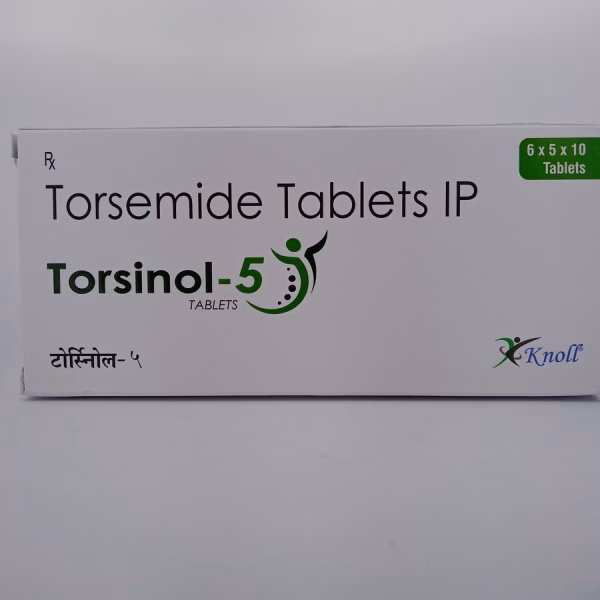 Rx
6 x 5 x 10
Tablets
Torsemide Tablets IP
Torsinol-5
TABLETS
टोर्स्निोल- ५
Knoll®